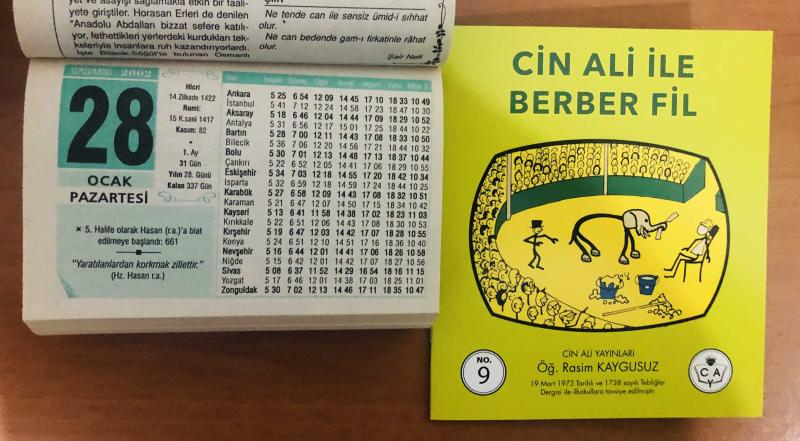 yet ve asayişi sağlamakla etkin bir faali-
yete giriştiler. Horasan Erleri de denilen
"Anadolu Abdalları bizzat sefere katılı-
yor, fethettikleri yerlerdeki kurdukları tek-
keleriyle insanlara ruh kazandırıyorlardı.
İşte Bilecik-Söğüt'te bulunan Osmanlı
Ne tende can ile sensiz ümid-i sıhhat
olur.
Ne can bedende gam-ı firkatinle râhat
olur.
Şair Nef'i
SEMERKAND 2002
28
OCAK
PAZARTESİ
Hicri
14 Zilkade 1422
Rumi:
15 K.sani 1417
Kasım: 82
1. Ay
31 Gün
Yılın 28. Günü
Kalan 337 Gün
5. Halife olarak Hasan (r.a.)'a biat
edilmeye başlandı: 661
"Yaratılanlardan korkmak zillettir."
(Hz. Hasan r.a.)
Ankara 5 25 6 54 12 09 14 45 17 10 18 33 10 49
İstanbul 5 41 7 12 12 24 14 58 17 23 18 47 10 30
Aksaray 5 18 6 46 12 04 14 44 17 09 18 29 10 52
Antalya 5 31 6 56 12 17 15 01 17 25 18 44 10 22
Bartın 5 28 7 00 12 11 14 43 17 08 18 33 10 50
Bilecik 5 36 7 06 12 20 14 56 17 21 18 44 10 32
Bolu 5 30 7 01 12 13 14 48 17 13 18 37 10 44
Çankırı 5 22 6 52 12 05 14 41 17 06 18 29 10 55
Eskişehir 5 34 7 03 12 18 14 55 17 20 18 42 10 34
Isparta 5 32 6 59 12 18 14 59 17 24 18 44 10 25
Karabük 5 27 6 58 12 09 14 43 17 08 18 32 10 51
Karaman 5 21 6 47 12 07 14 50 17 15 18 34 10 42
Kayseri 5 13 6 41 11 58 14 38 17 02 18 23 11 03
Kırıkkale 5 22 6 51 12 06 14 43 17 08 18 30 10 53
Kırşehir 5 19 6 47 12 03 14 42 17 07 18 28 10 55
Konya 5 24 6 51 12 10 14 51 17 16 18 36 10 40
Nevşehir 5 16 6 44 12 01 14 41 17 06 18 26 10 58
Niğde 5 15 6 42 12 01 14 42 17 07 18 27 10 56
Sivas 5 08 6 37 11 52 14 29 16 54 18 16 11 15
Yozgat 5 17 6 46 12 01 14 38 17 03 18 25 11 01
Zonguldak 5 30 7 02 12 13 14 46 17 11 18 35 10 47
CİN ALİ İLE
BERBER FİL
CİN ALİ YAYINLARI
Öğ. Rasim KAYGUSUZ
19 Mart 1973 Tarihli ve 1738 sayılı Tebliğler
Dergisi ile ilkokullara tavsiye edilmiştir.
NO.
9
C A
Y